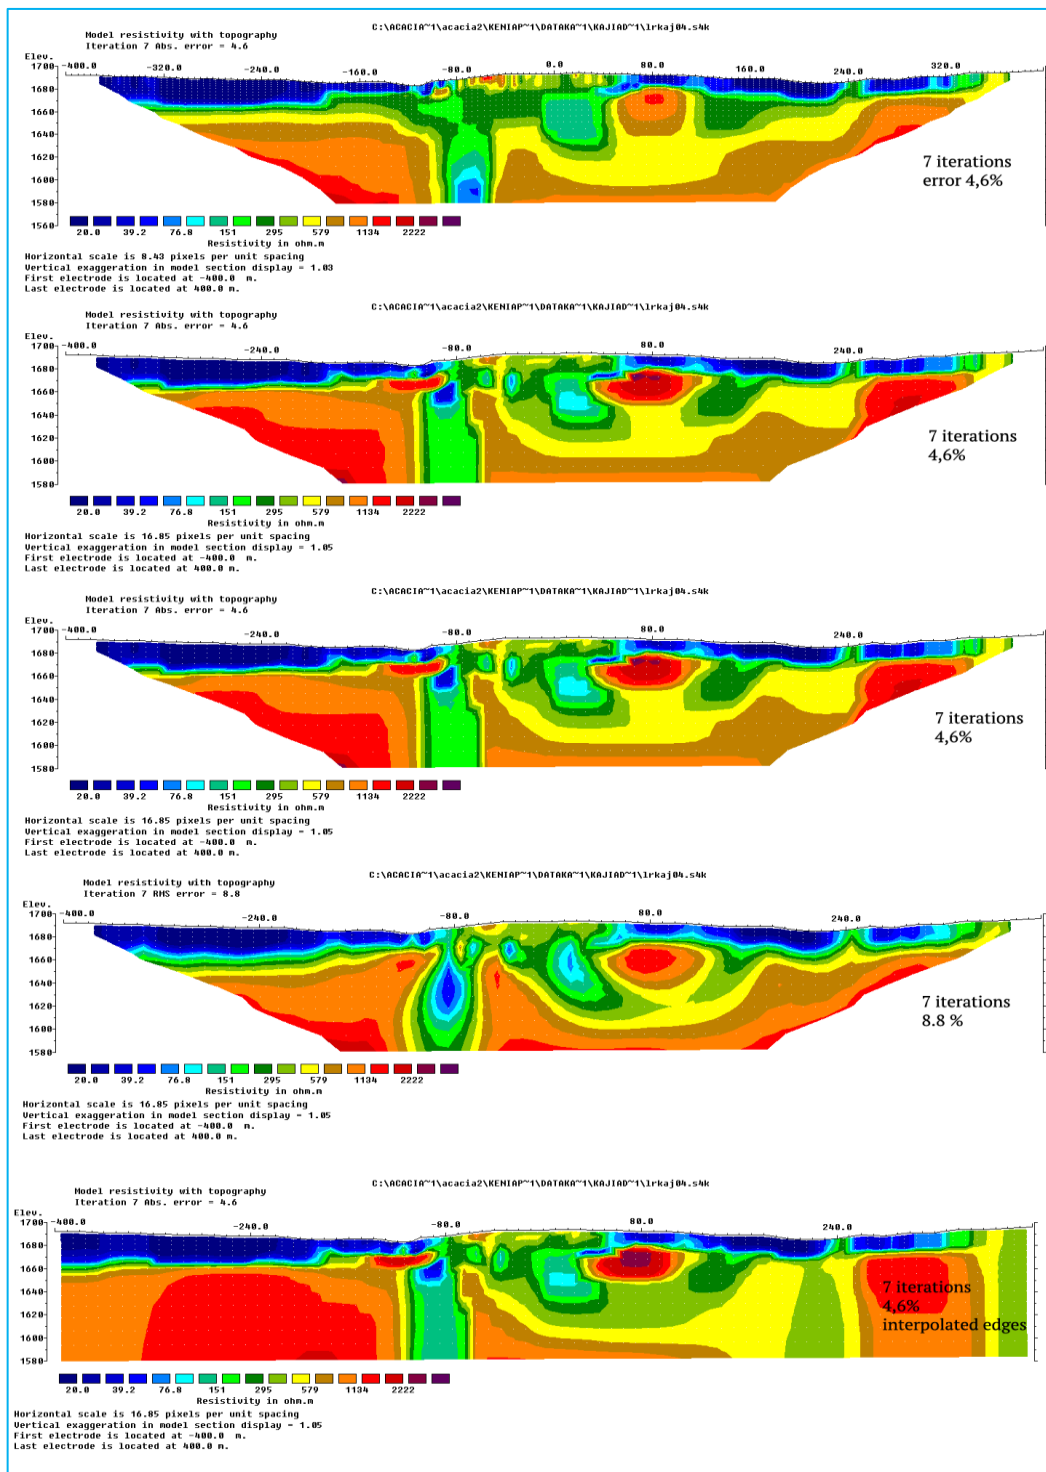 C:\ACACIA~1\acacia2\KENIAP~1\DATAKA~1\KAJIAD~1\lrkaj04.s4k
Model resistivity with topography
Iteration 7 Abs. error = 4.6
Elev.
1700 -400.0 -320.0 -240.0 -160.0 -80.0 0.0 80.0 160.0 240.0 320.0
1680
1660
1640
1620
1600
1580
1560
7 iterations
error 4,6%
20.0 39.2 76.8 151 295 579 1134 2222
Resistivity in ohm.m
Horizontal scale is 8.43 pixels per unit spacing
Vertical exaggeration in model section display = 1.03
First electrode is located at -400.0 m.
Last electrode is located at 400.0 m.
C:\ACACIA~1\acacia2\KENIAP~1\DATAKA~1\KAJIAD~1\lrkaj04.s4k
Model resistivity with topography
Iteration 7 Abs. error = 4.6
Elev.
1700 -400.0 -240.0 -80.0 80.0 240.0
1680
1660
1640
1620
1600
1580
7 iterations
4,6%
20.0 39.2 76.8 151 295 579 1134 2222
Resistivity in ohm.m
Horizontal scale is 16.85 pixels per unit spacing
Vertical exaggeration in model section display = 1.05
First electrode is located at -400.0 m.
Last electrode is located at 400.0 m.
C:\ACACIA~1\acacia2\KENIAP~1\DATAKA~1\KAJIAD~1\lrkaj04.s4k
Model resistivity with topography
Iteration 7 Abs. error = 4.6
Elev.
1700 -400.0 -240.0 -80.0 80.0 240.0
1680
1660
1640
1620
1600
1580
7 iterations
4,6%
20.0 39.2 76.8 151 295 579 1134 2222
Resistivity in ohm.m
Horizontal scale is 16.85 pixels per unit spacing
Vertical exaggeration in model section display = 1.05
First electrode is located at -400.0 m.
Last electrode is located at 400.0 m.
C:\ACACIA~1\acacia2\KENIAP~1\DATAKA~1\KAJIAD~1\lrkaj04.s4k
Model resistivity with topography
Iteration 7 RMS error = 8.8
Elev.
1700 -400.0 -240.0 -80.0 80.0 240.0
1680
1660
1640
1620
1600
1580
7 iterations
8.8 %
20.0 39.2 76.8 151 295 579 1134 2222
Resistivity in ohm.m
Horizontal scale is 16.85 pixels per unit spacing
Vertical exaggeration in model section display = 1.05
First electrode is located at -400.0 m.
Last electrode is located at 400.0 m.
C:\ACACIA~1\acacia2\KENIAP~1\DATAKA~1\KAJIAD~1\lrkaj04.s4k
Model resistivity with topography
Iteration 7 Abs. error = 4.6
Elev.
1700 -400.0 -240.0 -80.0 80.0 240.0
1680
1660
1640
1620
1600
1580
7 iterations
4,6%
interpolated edges
20.0 39.2 76.8 151 295 579 1134 2222
Resistivity in ohm.m
Horizontal scale is 16.85 pixels per unit spacing
Vertical exaggeration in model section display = 1.05
First electrode is located at -400.0 m.
Last electrode is located at 400.0 m.